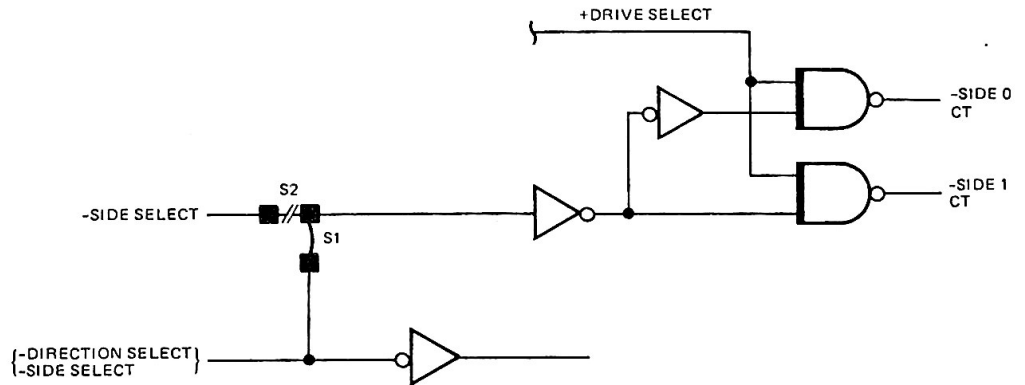 +DRIVE SELECT
-SIDE 0
CT
-SIDE 1
CT
S2
-SIDE SELECT
S1
{-DIRECTION SELECT}
{-SIDE SELECT}